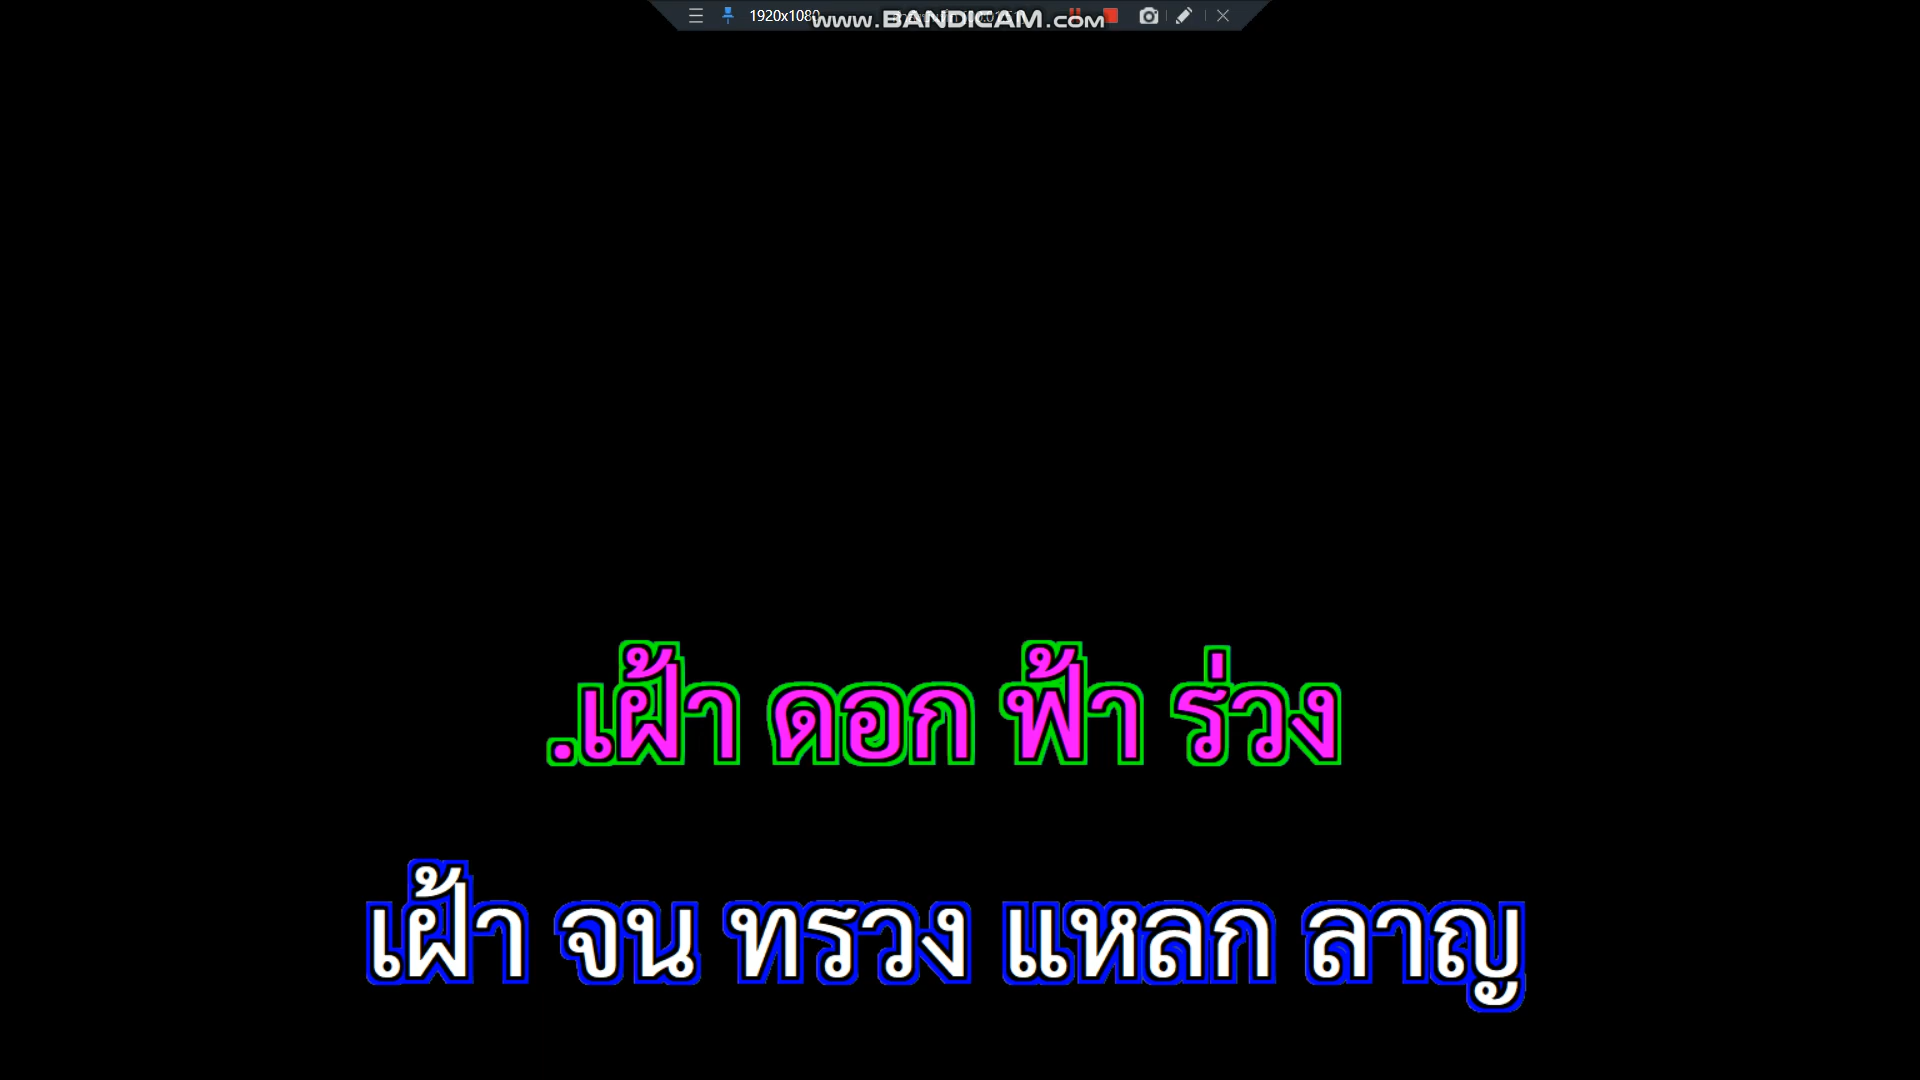 1920x1080
www.BANDICAM.com
.เฝ้า ดอก ฟ้า ร่วง
เฝ้า จน ทรวง แหลก ลาญ